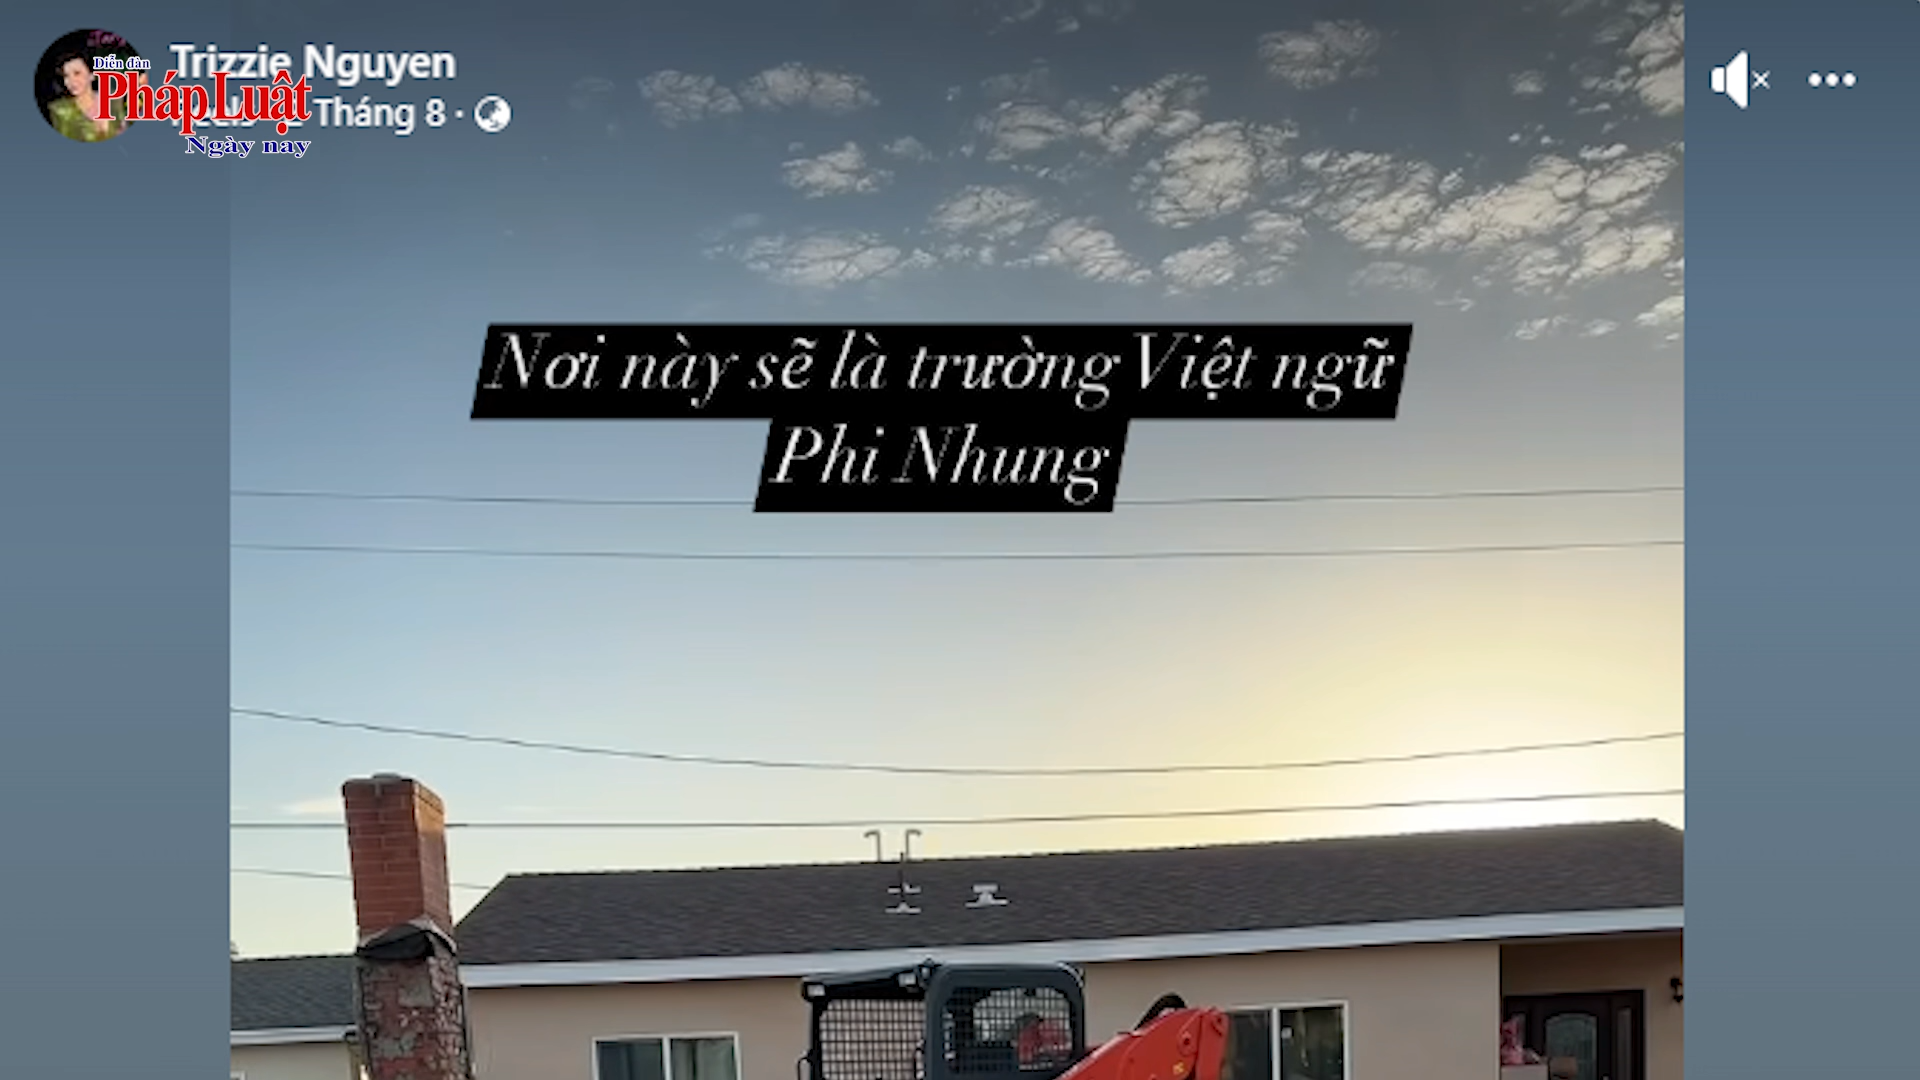 Trizzie Nguyen
Diễn đàn
Pháp Luật
Tháng 8 ·
Ngày nay
Nơi này sẽ là trường Việt ngữ
Phi Nhung